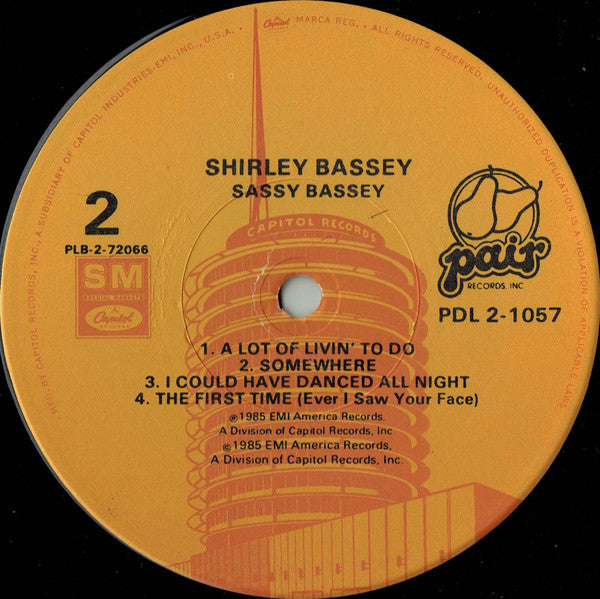 MFD. BY CAPITOL RECORDS, INC., A SUBSIDIARY OF CAPITOL INDUSTRIES-EMI, INC., U.S.A. • Capitol MARCA REG. • ALL RIGHTS RESERVED. UNAUTHORIZED DUPLICATION IS A VIOLATION OF APPLICABLE LAWS.
SHIRLEY BASSEY
SASSY BASSEY
2
PLB-2-72066
CAPITOL RECORDS
SM
SPECIAL MARKETS
Capitol
RECORDS
pair
RECORDS, INC
PDL 2-1057
1. A LOT OF LIVIN' TO DO
2. SOMEWHERE
3. I COULD HAVE DANCED ALL NIGHT
4. THE FIRST TIME (Ever I Saw Your Face)
℗1985 EMI America Records,
A Division of Capitol Records, Inc
©1985 EMI America Records,
A Division of Capitol Records, Inc.